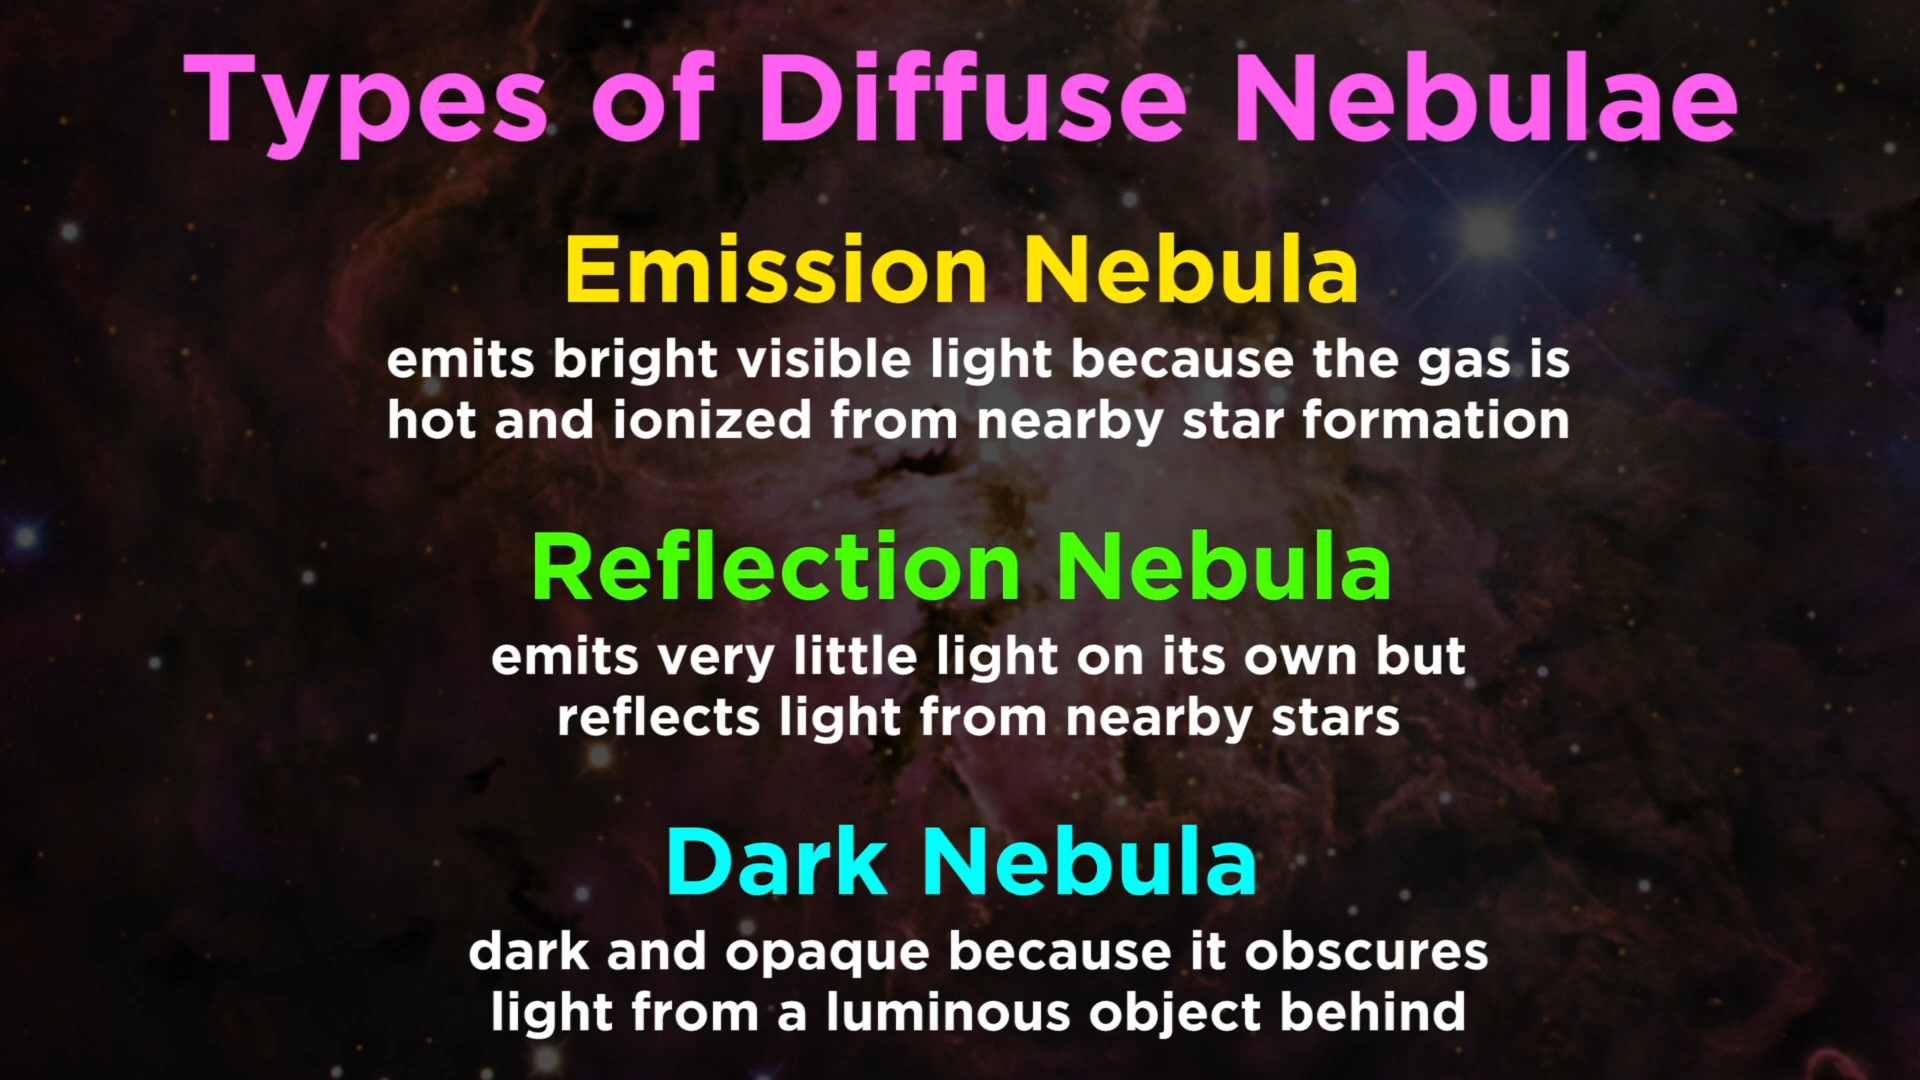 Types of Diffuse Nebulae
Emission Nebula
emits bright visible light because the gas is
hot and ionized from nearby star formation
Reflection Nebula
emits very little light on its own but
reflects light from nearby stars
Dark Nebula
dark and opaque because it obscures
light from a luminous object behind